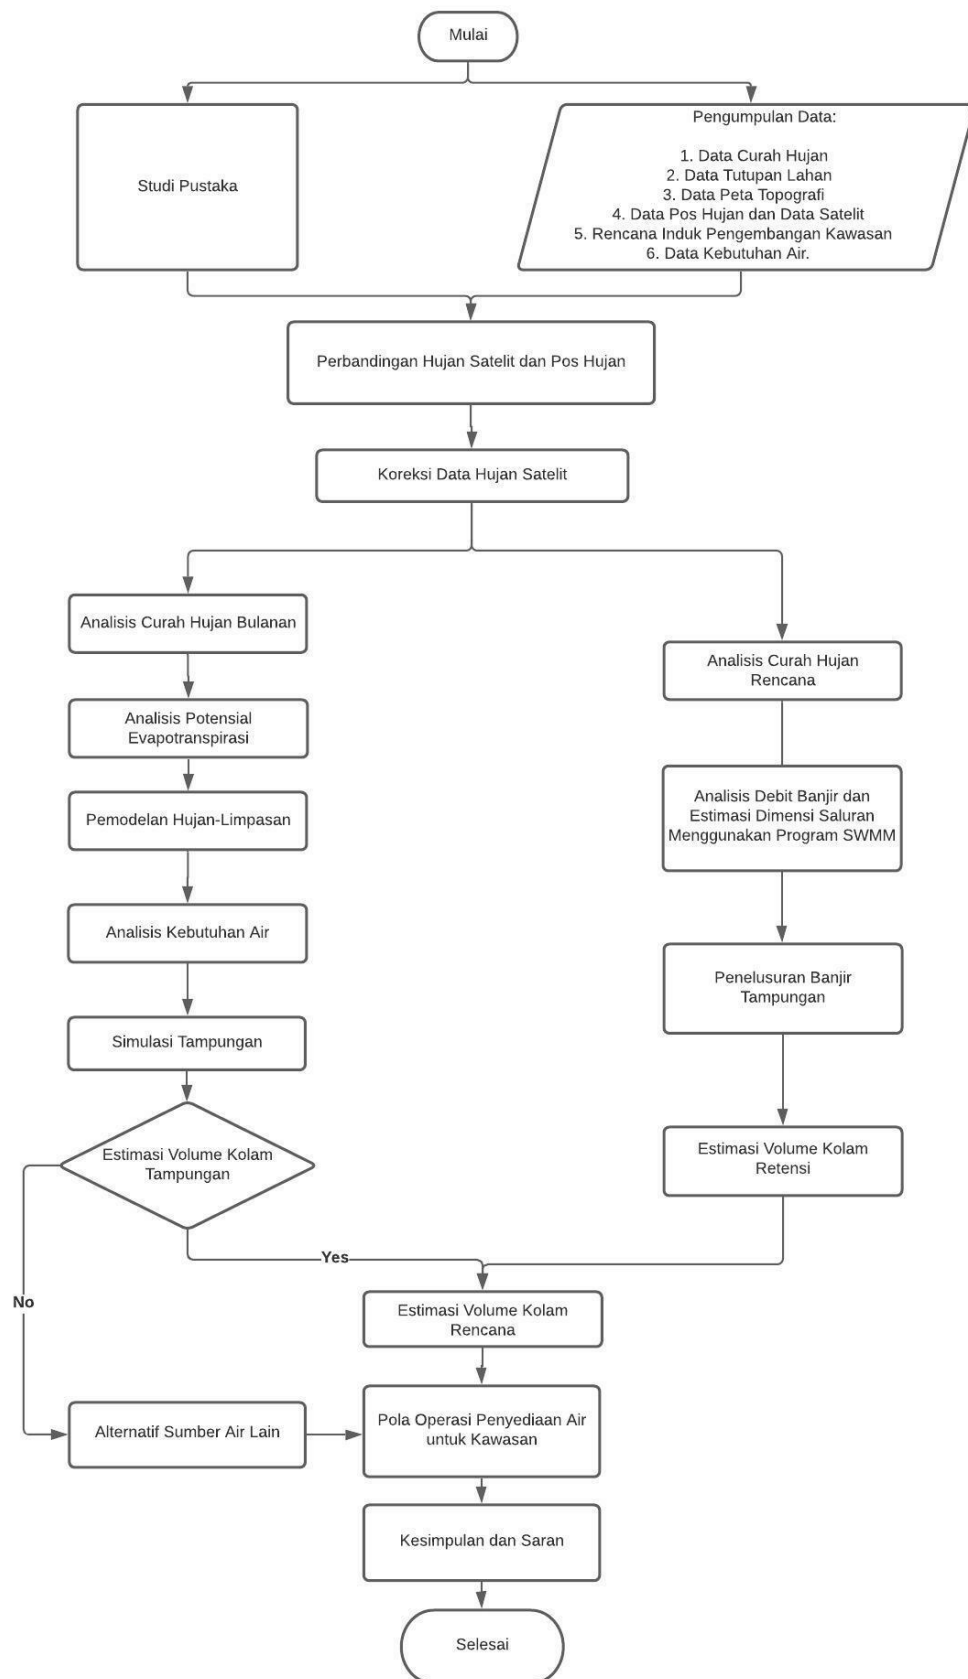 Mulai
Studi Pustaka
Pengumpulan Data:
1. Data Curah Hujan
2. Data Tutupan Lahan
3. Data Peta Topografi
4. Data Pos Hujan dan Data Satelit
5. Rencana Induk Pengembangan Kawasan
6. Data Kebutuhan Air.
Perbandingan Hujan Satelit dan Pos Hujan
Koreksi Data Hujan Satelit
Analisis Curah Hujan Bulanan
Analisis Potensial
Evapotranspirasi
Pemodelan Hujan-Limpasan
Analisis Kebutuhan Air
Simulasi Tampungan
Estimasi Volume Kolam
Tampungan
Analisis Curah Hujan
Rencana
Analisis Debit Banjir dan
Estimasi Dimensi Saluran
Menggunakan Program SWMM
Penelusuran Banjir
Tampungan
Estimasi Volume Kolam
Retensi
Yes
No
Estimasi Volume Kolam
Rencana
Alternatif Sumber Air Lain
Pola Operasi Penyediaan Air
untuk Kawasan
Kesimpulan dan Saran
Selesai